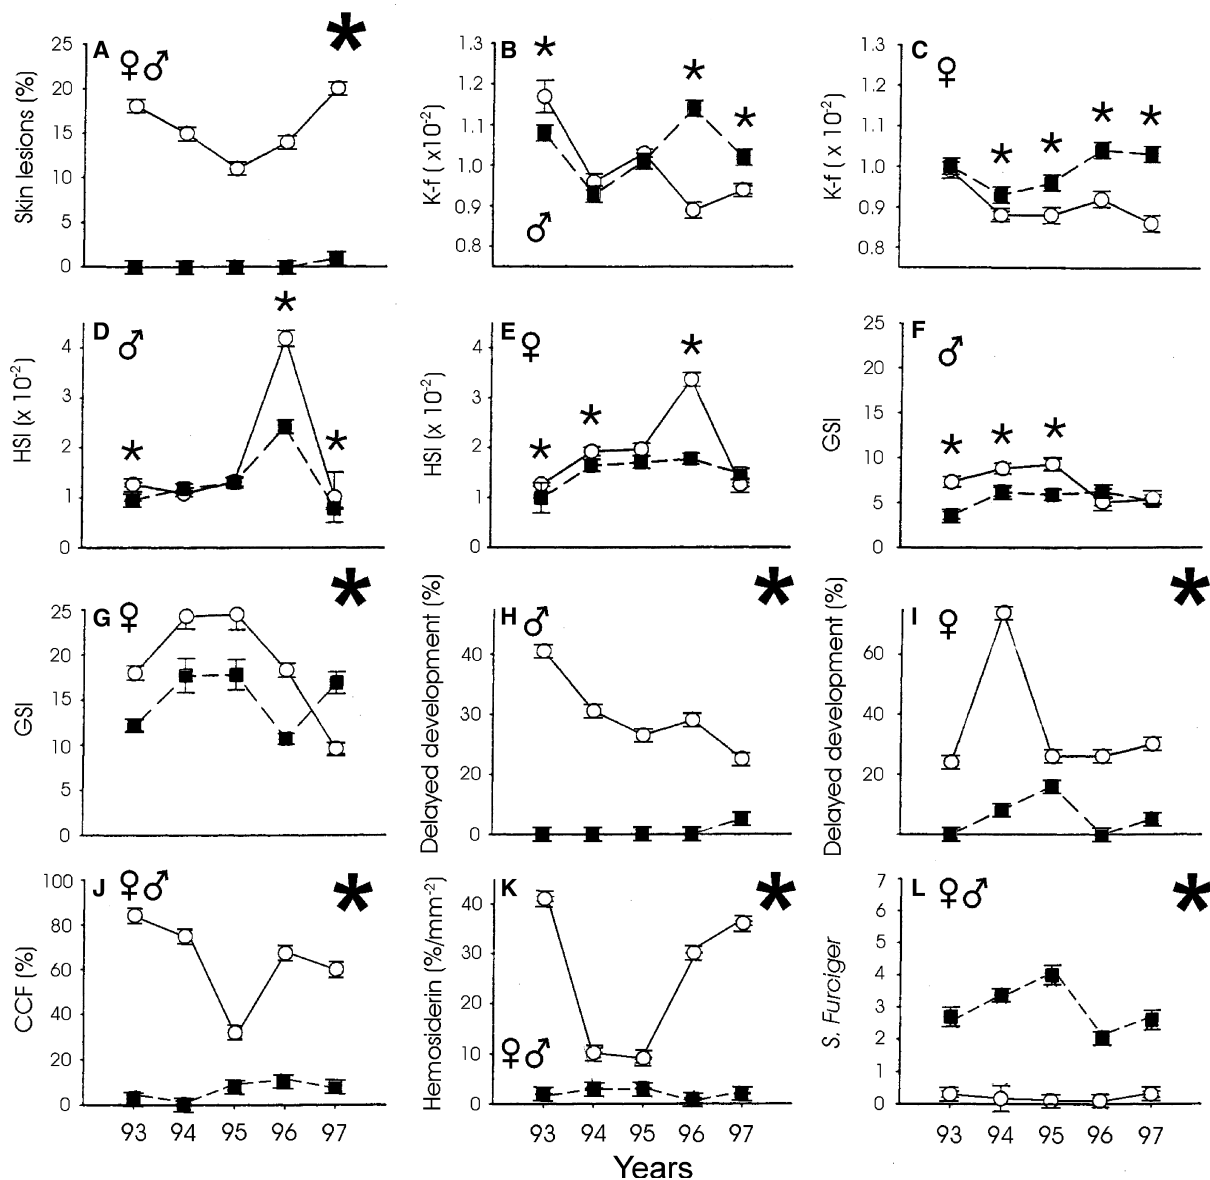 A ♀♂ *
Skin lesions (%)
25
20
15
10
5
0
B ♂ * * *
K-f (x10-2)
1.3
1.2
1.1
1.0
0.9
0.8
C ♀ * * * *
K-f (x10-2)
1.3
1.2
1.1
1.0
0.9
0.8
D ♂ * * *
HSI (x 10-2)
4
3
2
1
0
E ♀ * * *
HSI (x 10-2)
4
3
2
1
0
F ♂ * * *
GSI
25
20
15
10
5
0
G ♀ *
GSI
25
20
15
10
5
0
H ♂ *
Delayed development (%)
40
30
20
10
0
I ♀ *
Delayed development (%)
60
40
20
0
J ♀♂ *
CCF (%)
100
80
60
40
20
0
93 94 95 96 97
K ♀♂ *
Hemosiderin (%/mm-2)
40
30
20
10
0
93 94 95 96 97
L ♀♂ *
S. Furciger
7
6
5
4
3
2
1
0
93 94 95 96 97
Years